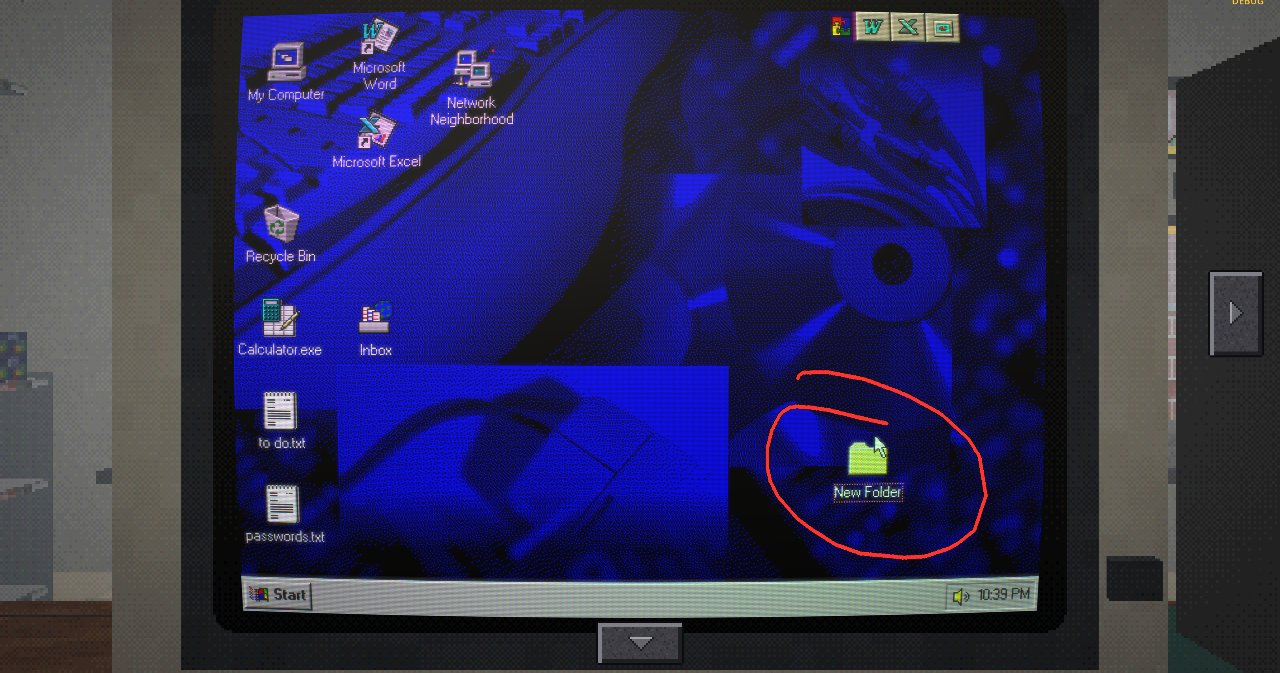 DEBUG
My Computer
Microsoft
Word
Network
Neighborhood
Microsoft Excel
Recycle Bin
Calculator.exe
Inbox
to do.txt
New Folder
passwords.txt
Start
10:39 PM